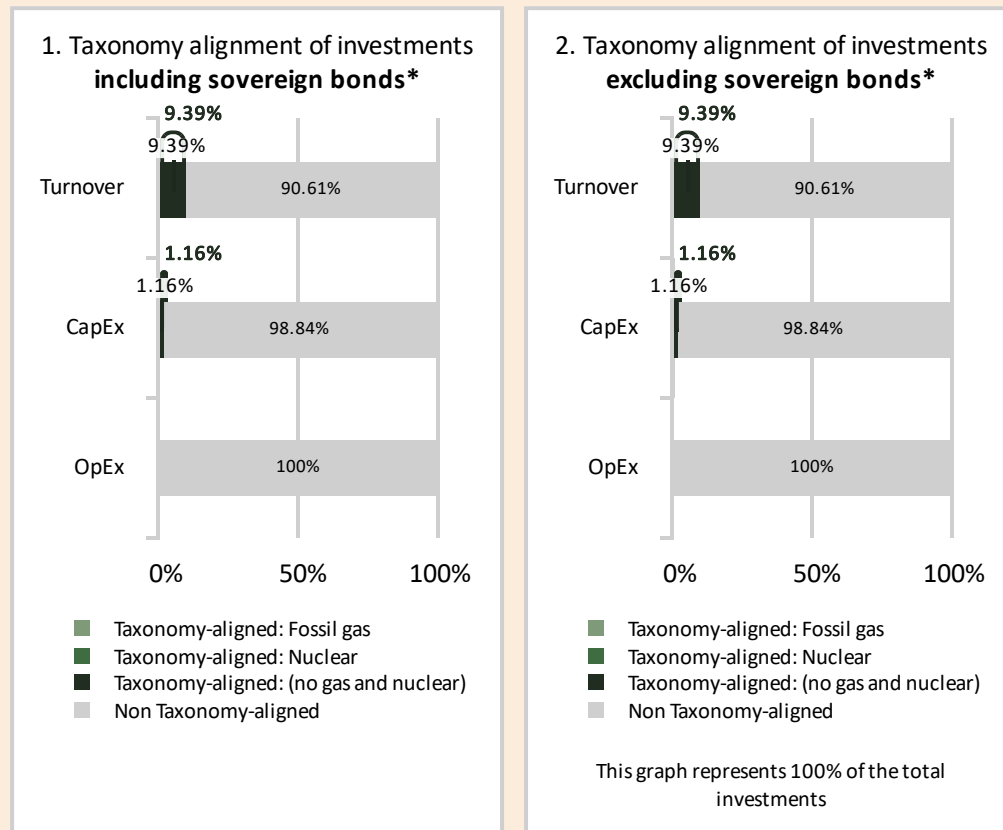 1. Taxonomy alignment of investments
including sovereign bonds*
9.39%
9.39%
Turnover
90.61%
1.16%
1.16%
CapEx
98.84%
OpEx
100%
0%
50%
100%
Taxonomy-aligned: Fossil gas
Taxonomy-aligned: Nuclear
Taxonomy-aligned: (no gas and nuclear)
Non Taxonomy-aligned
2. Taxonomy alignment of investments
excluding sovereign bonds*
9.39%
9.39%
Turnover
90.61%
1.16%
1.16%
CapEx
98.84%
OpEx
100%
0%
50%
100%
Taxonomy-aligned: Fossil gas
Taxonomy-aligned: Nuclear
Taxonomy-aligned: (no gas and nuclear)
Non Taxonomy-aligned
This graph represents 100% of the total
investments